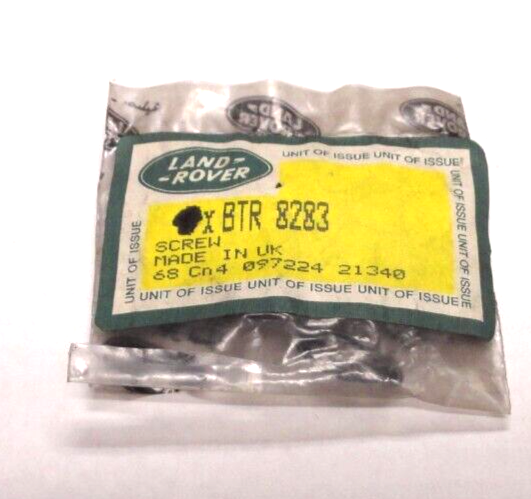 LAND-
-ROVER
UNIT OF ISSUE UNIT OF ISSUE
x BTR 8283
SCREW
MADE IN UK
68 Cn4 097224 21340
UNIT OF ISSUE
UNIT OF ISSUE
UNIT OF ISSUE UNIT OF ISSUE UNIT OF ISSUE